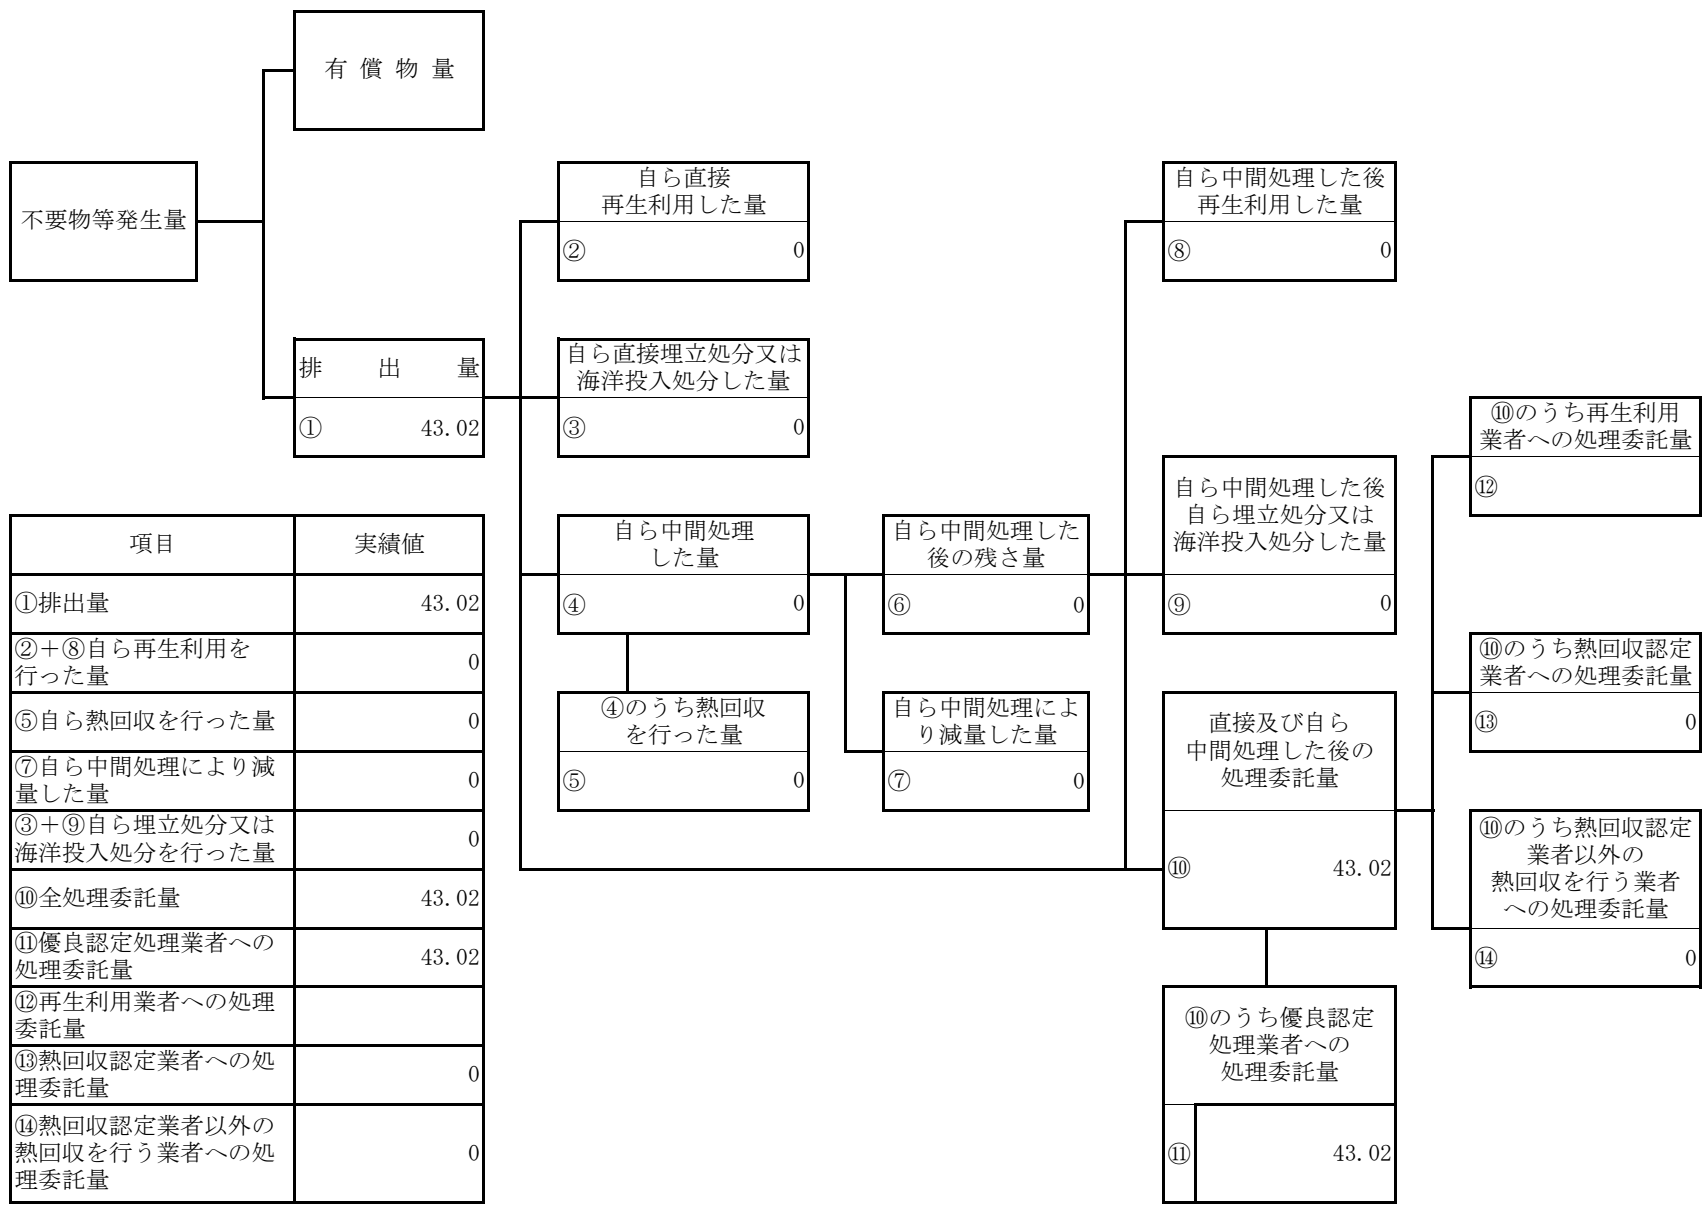 有償物量
不要物等発生量
自ら直接
再生利用した量
② 0
自ら中間処理した後
再生利用した量
⑧ 0
排出量
① 43.02
自ら直接埋立処分又は
海洋投入処分した量
③ 0
⑩のうち再生利用
業者への処理委託量
⑫
自ら中間処理
した量
④ 0
自ら中間処理した
後の残さ量
⑥ 0
自ら中間処理した後
自ら埋立処分又は
海洋投入処分した量
⑨ 0
⑩のうち熱回収認定
業者への処理委託量
⑬ 0
④のうち熱回収
を行った量
⑤ 0
自ら中間処理によ
り減量した量
⑦ 0
直接及び自ら
中間処理した後の
処理委託量
⑩ 43.02
⑩のうち熱回収認定
業者以外の
熱回収を行う業者
への処理委託量
⑭ 0
⑩のうち優良認定
処理業者への
処理委託量
⑪ 43.02
項目 実績値
①排出量 43.02
②＋⑧自ら再生利用を
行った量 0
⑤自ら熱回収を行った量 0
⑦自ら中間処理により減
量した量 0
③＋⑨自ら埋立処分又は
海洋投入処分を行った量 0
⑩全処理委託量 43.02
⑪優良認定処理業者への
処理委託量 43.02
⑫再生利用業者への処理
委託量
⑬熱回収認定業者への処
理委託量 0
⑭熱回収認定業者以外の
熱回収を行う業者への処
理委託量 0